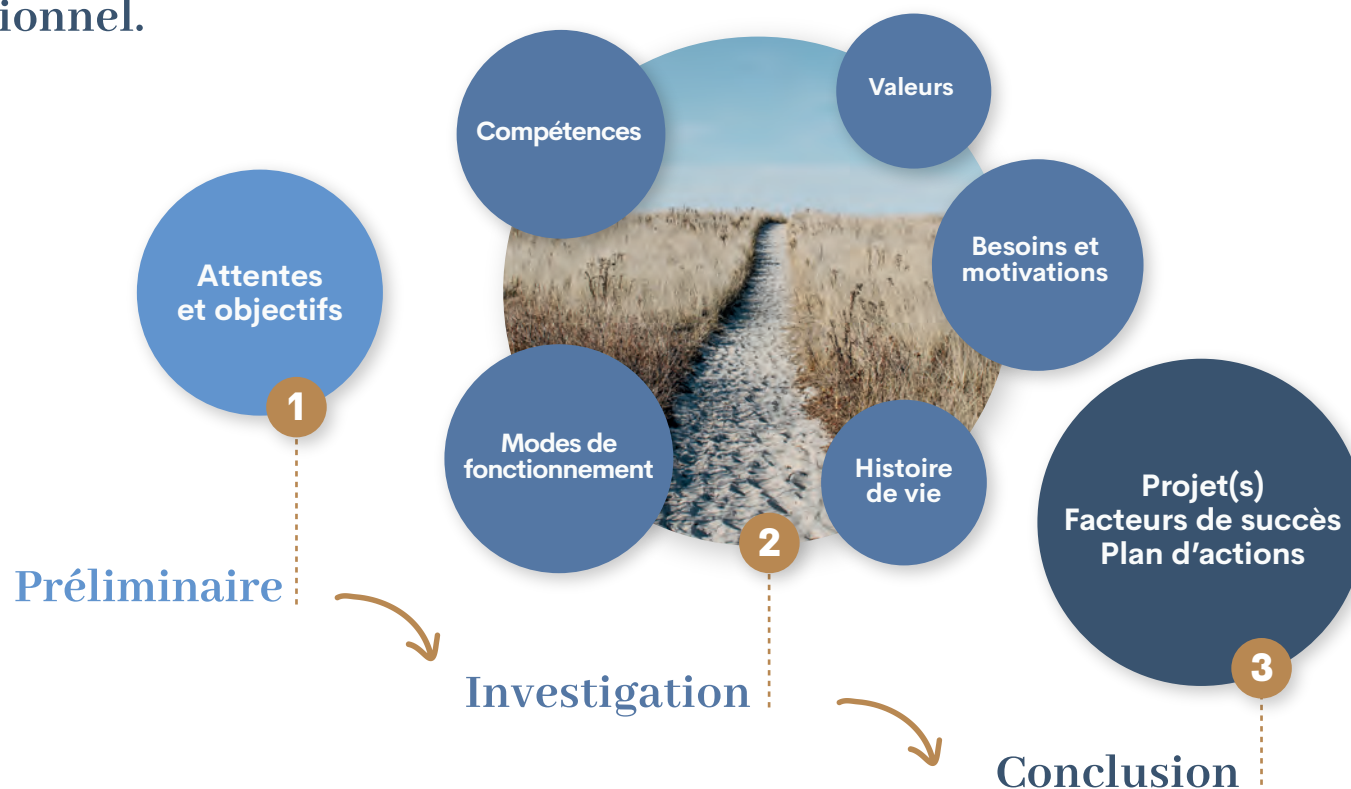 ionnel.
Compétences
Valeurs
Besoins et
motivations
Attentes
et objectifs
1
Modes de
fonctionnement
Histoire
de vie
2
Projet(s)
Facteurs de succès
Plan d’actions
3
Préliminaire
Investigation
Conclusion